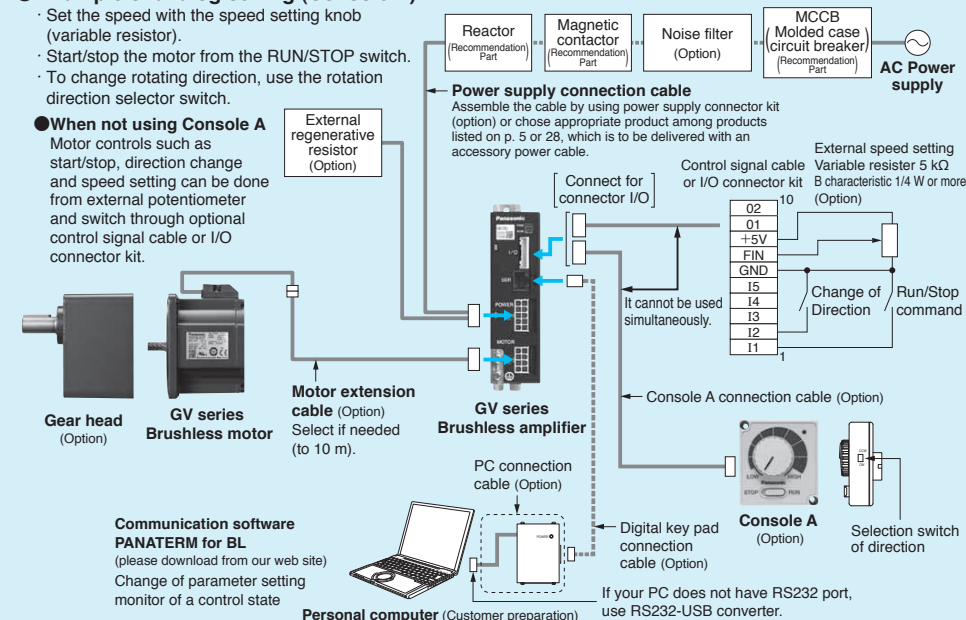 · Set the speed with the speed setting knob
(variable resistor).
· Start/stop the motor from the RUN/STOP switch.
· To change rotating direction, use the rotation
direction selector switch.
●When not using Console A
Motor controls such as
start/stop, direction change
and speed setting can be done
from external potentiometer
and switch through optional
control signal cable or I/O
connector kit.
External
regenerative
resistor
(Option)
Reactor
(Recommendation
Part)
Magnetic
contactor
(Recommendation
Part)
Noise filter
(Option)
MCCB
(Molded case
circuit breaker)
(Recommendation
Part)
AC Power
supply
Power supply connection cable
Assemble the cable by using power supply connector kit
(option) or chose appropriate product among products
listed on p. 5 or 28, which is to be delivered with an
accessory power cable.
[Connect for
connector I/O]
Control signal cable
or I/O connector kit
External speed setting
Variable resister 5 kΩ
B characteristic 1/4 W or more
(Option)
10
02
01
+5V
FIN
GND
I5
I4
I3
I2
I1
1
Change of
Direction
Run/Stop
command
It cannot be used
simultaneously.
Panasonic
I/O
SER
POWER
MOTOR
GV series
Brushless amplifier
Gear head
(Option)
GV series
Brushless motor
Motor extension
cable (Option)
Select if needed
(to 10 m).
Console A connection cable (Option)
LOW
HIGH
Panasonic
STOP
RUN
Console A
(Option)
Selection switch
of direction
PC connection
cable (Option)
POWER
Digital key pad
connection
cable (Option)
Communication software
PANATERM for BL
(please download from our web site)
Change of parameter setting
monitor of a control state
Personal computer (Customer preparation)
If your PC does not have RS232 port,
use RS232-USB converter.